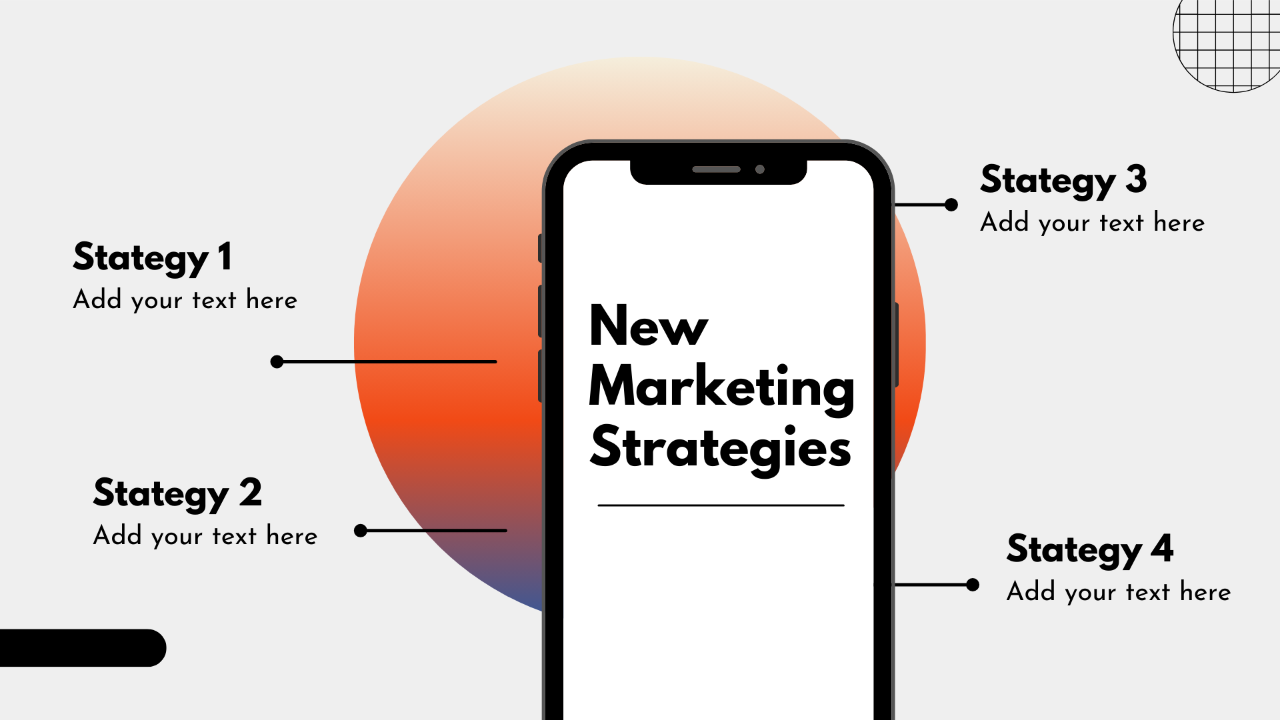 Stategy 1
Add your text here
Stategy 2
Add your text here
New
Marketing
Strategies
Stategy 3
Add your text here
Stategy 4
Add your text here